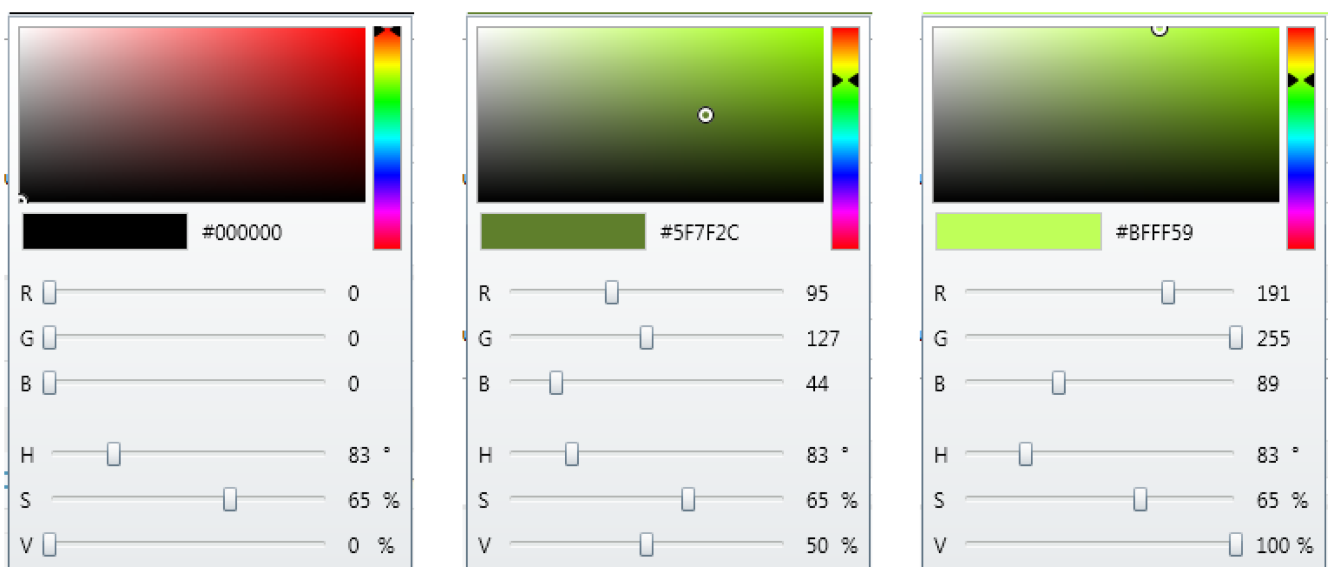 #000000
R 0
G 0
B 0
H 83 °
S 65 %
V 0 %
#5F7F2C
R 95
G 127
B 44
H 83 °
S 65 %
V 50 %
#BFFF59
R 191
G 255
B 89
H 83 °
S 65 %
V 100 %